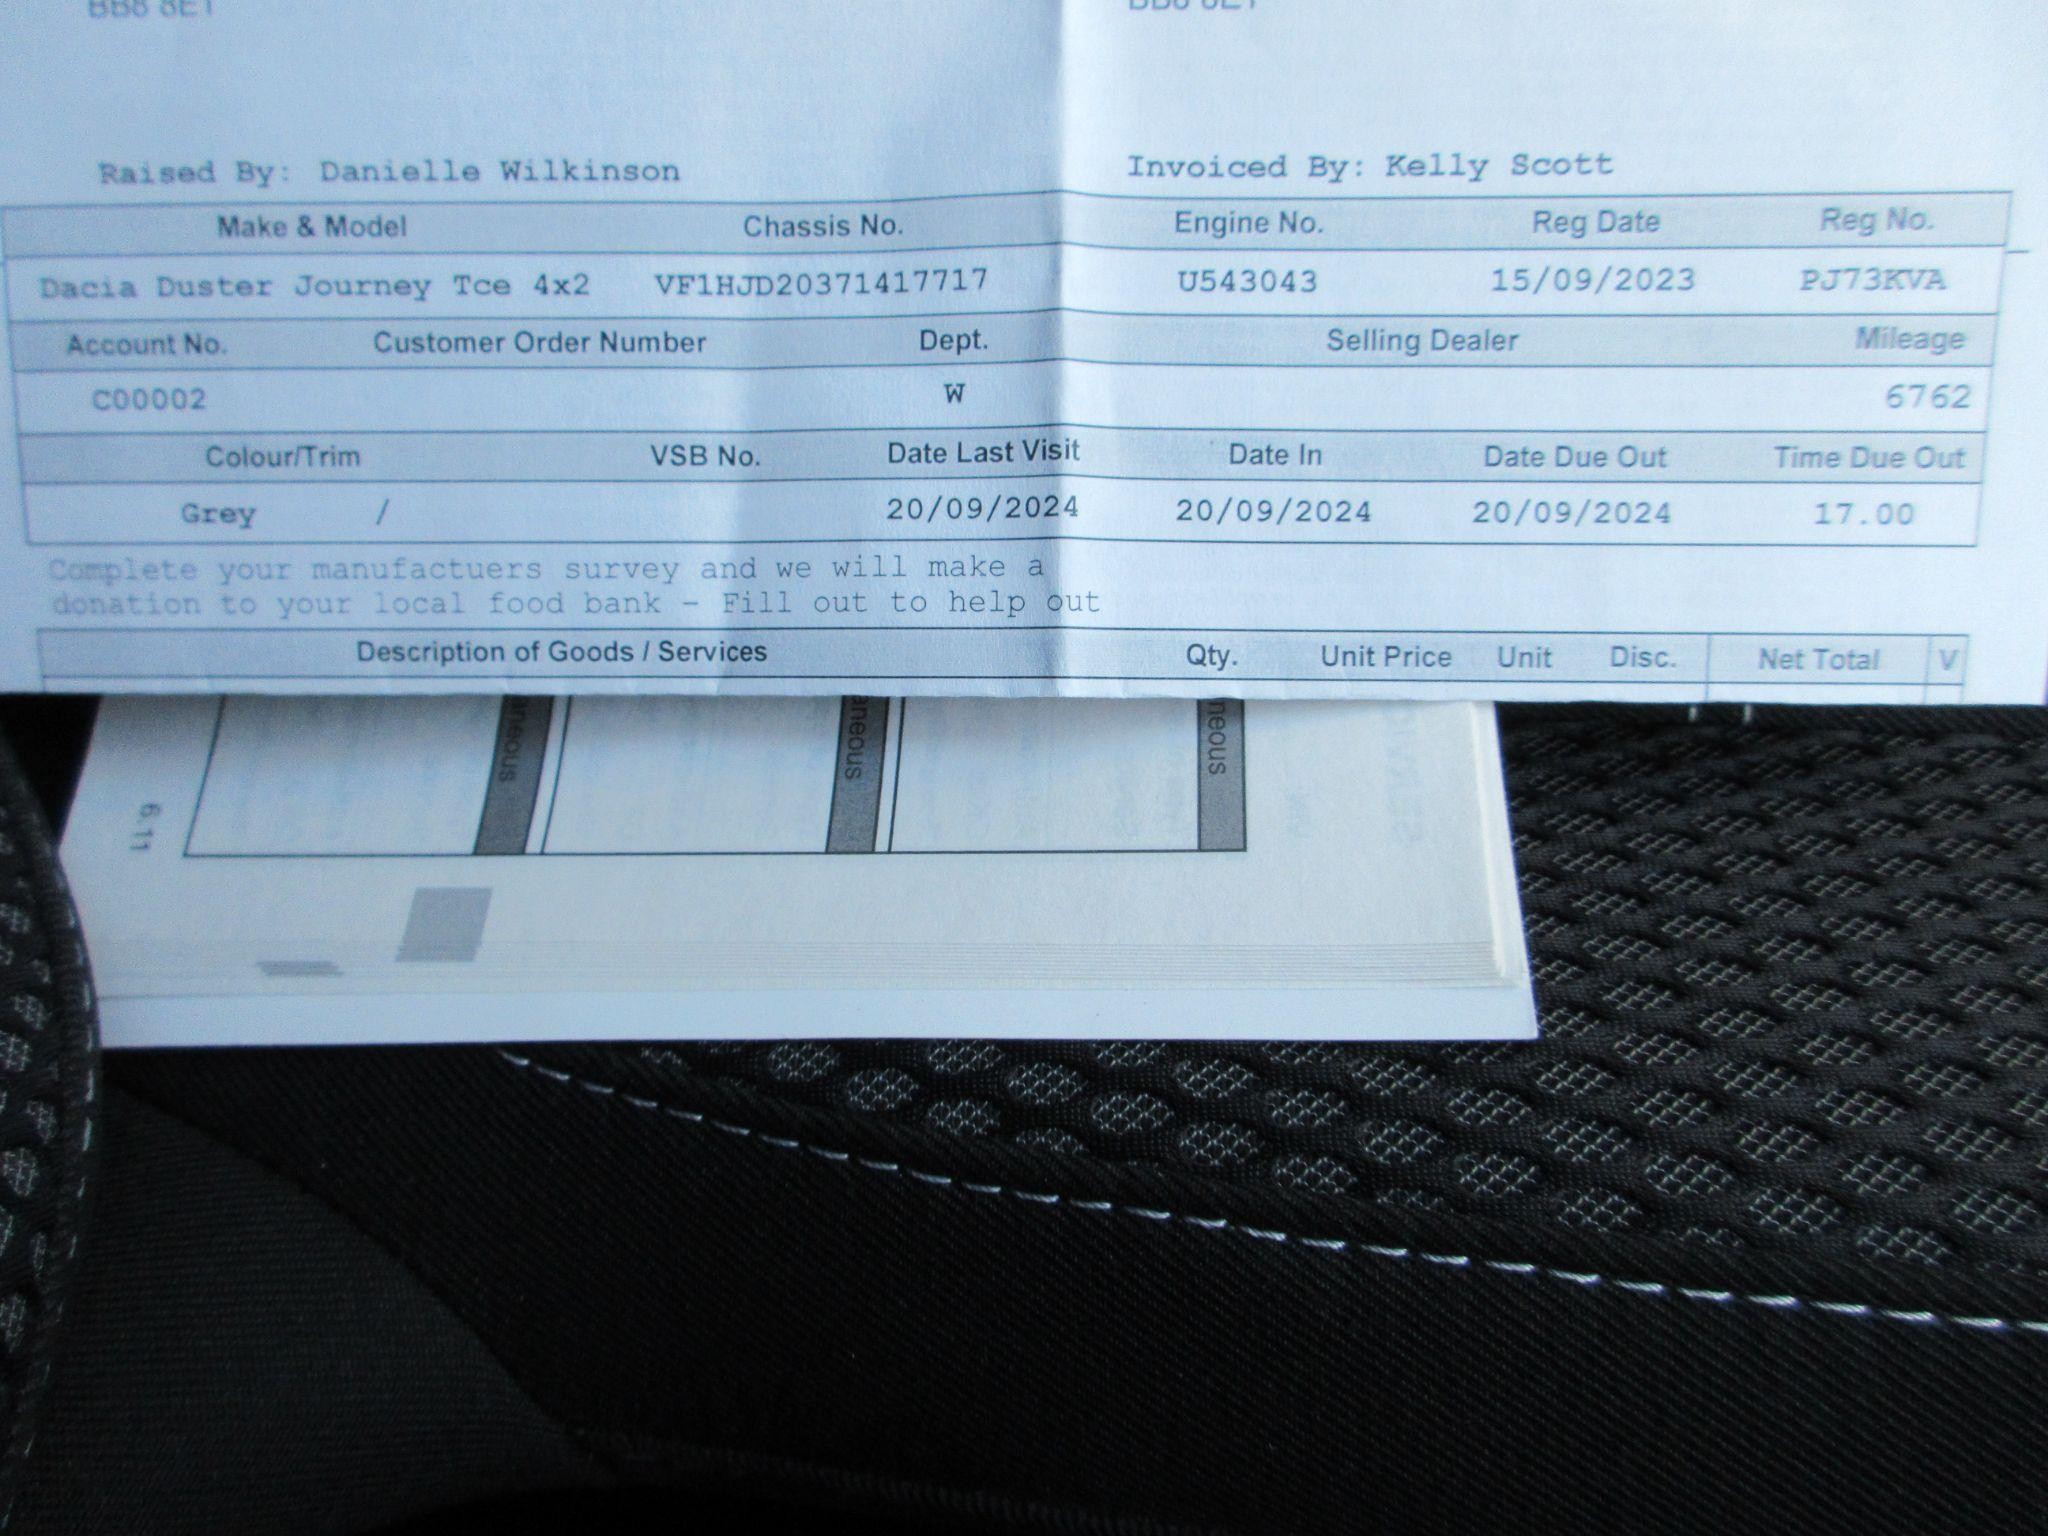 Raised By: Danielle Wilkinson Invoiced By: Kelly Scott
Make & Model Chassis No. Engine No. Reg Date Reg No.
Dacia Duster Journey Tce 4x2 VF1HJD20371417717 U543043 15/09/2023 PJ73KVA
Account No. Customer Order Number Dept. Selling Dealer Mileage
C00002 W 6762
Colour/Trim VSB No. Date Last Visit Date In Date Due Out Time Due Out
Grey / 20/09/2024 20/09/2024 20/09/2024 17.00
Complete your manufactuers survey and we will make a
donation to your local food bank - Fill out to help out
Description of Goods / Services Qty. Unit Price Unit Disc. Net Total V
6.11